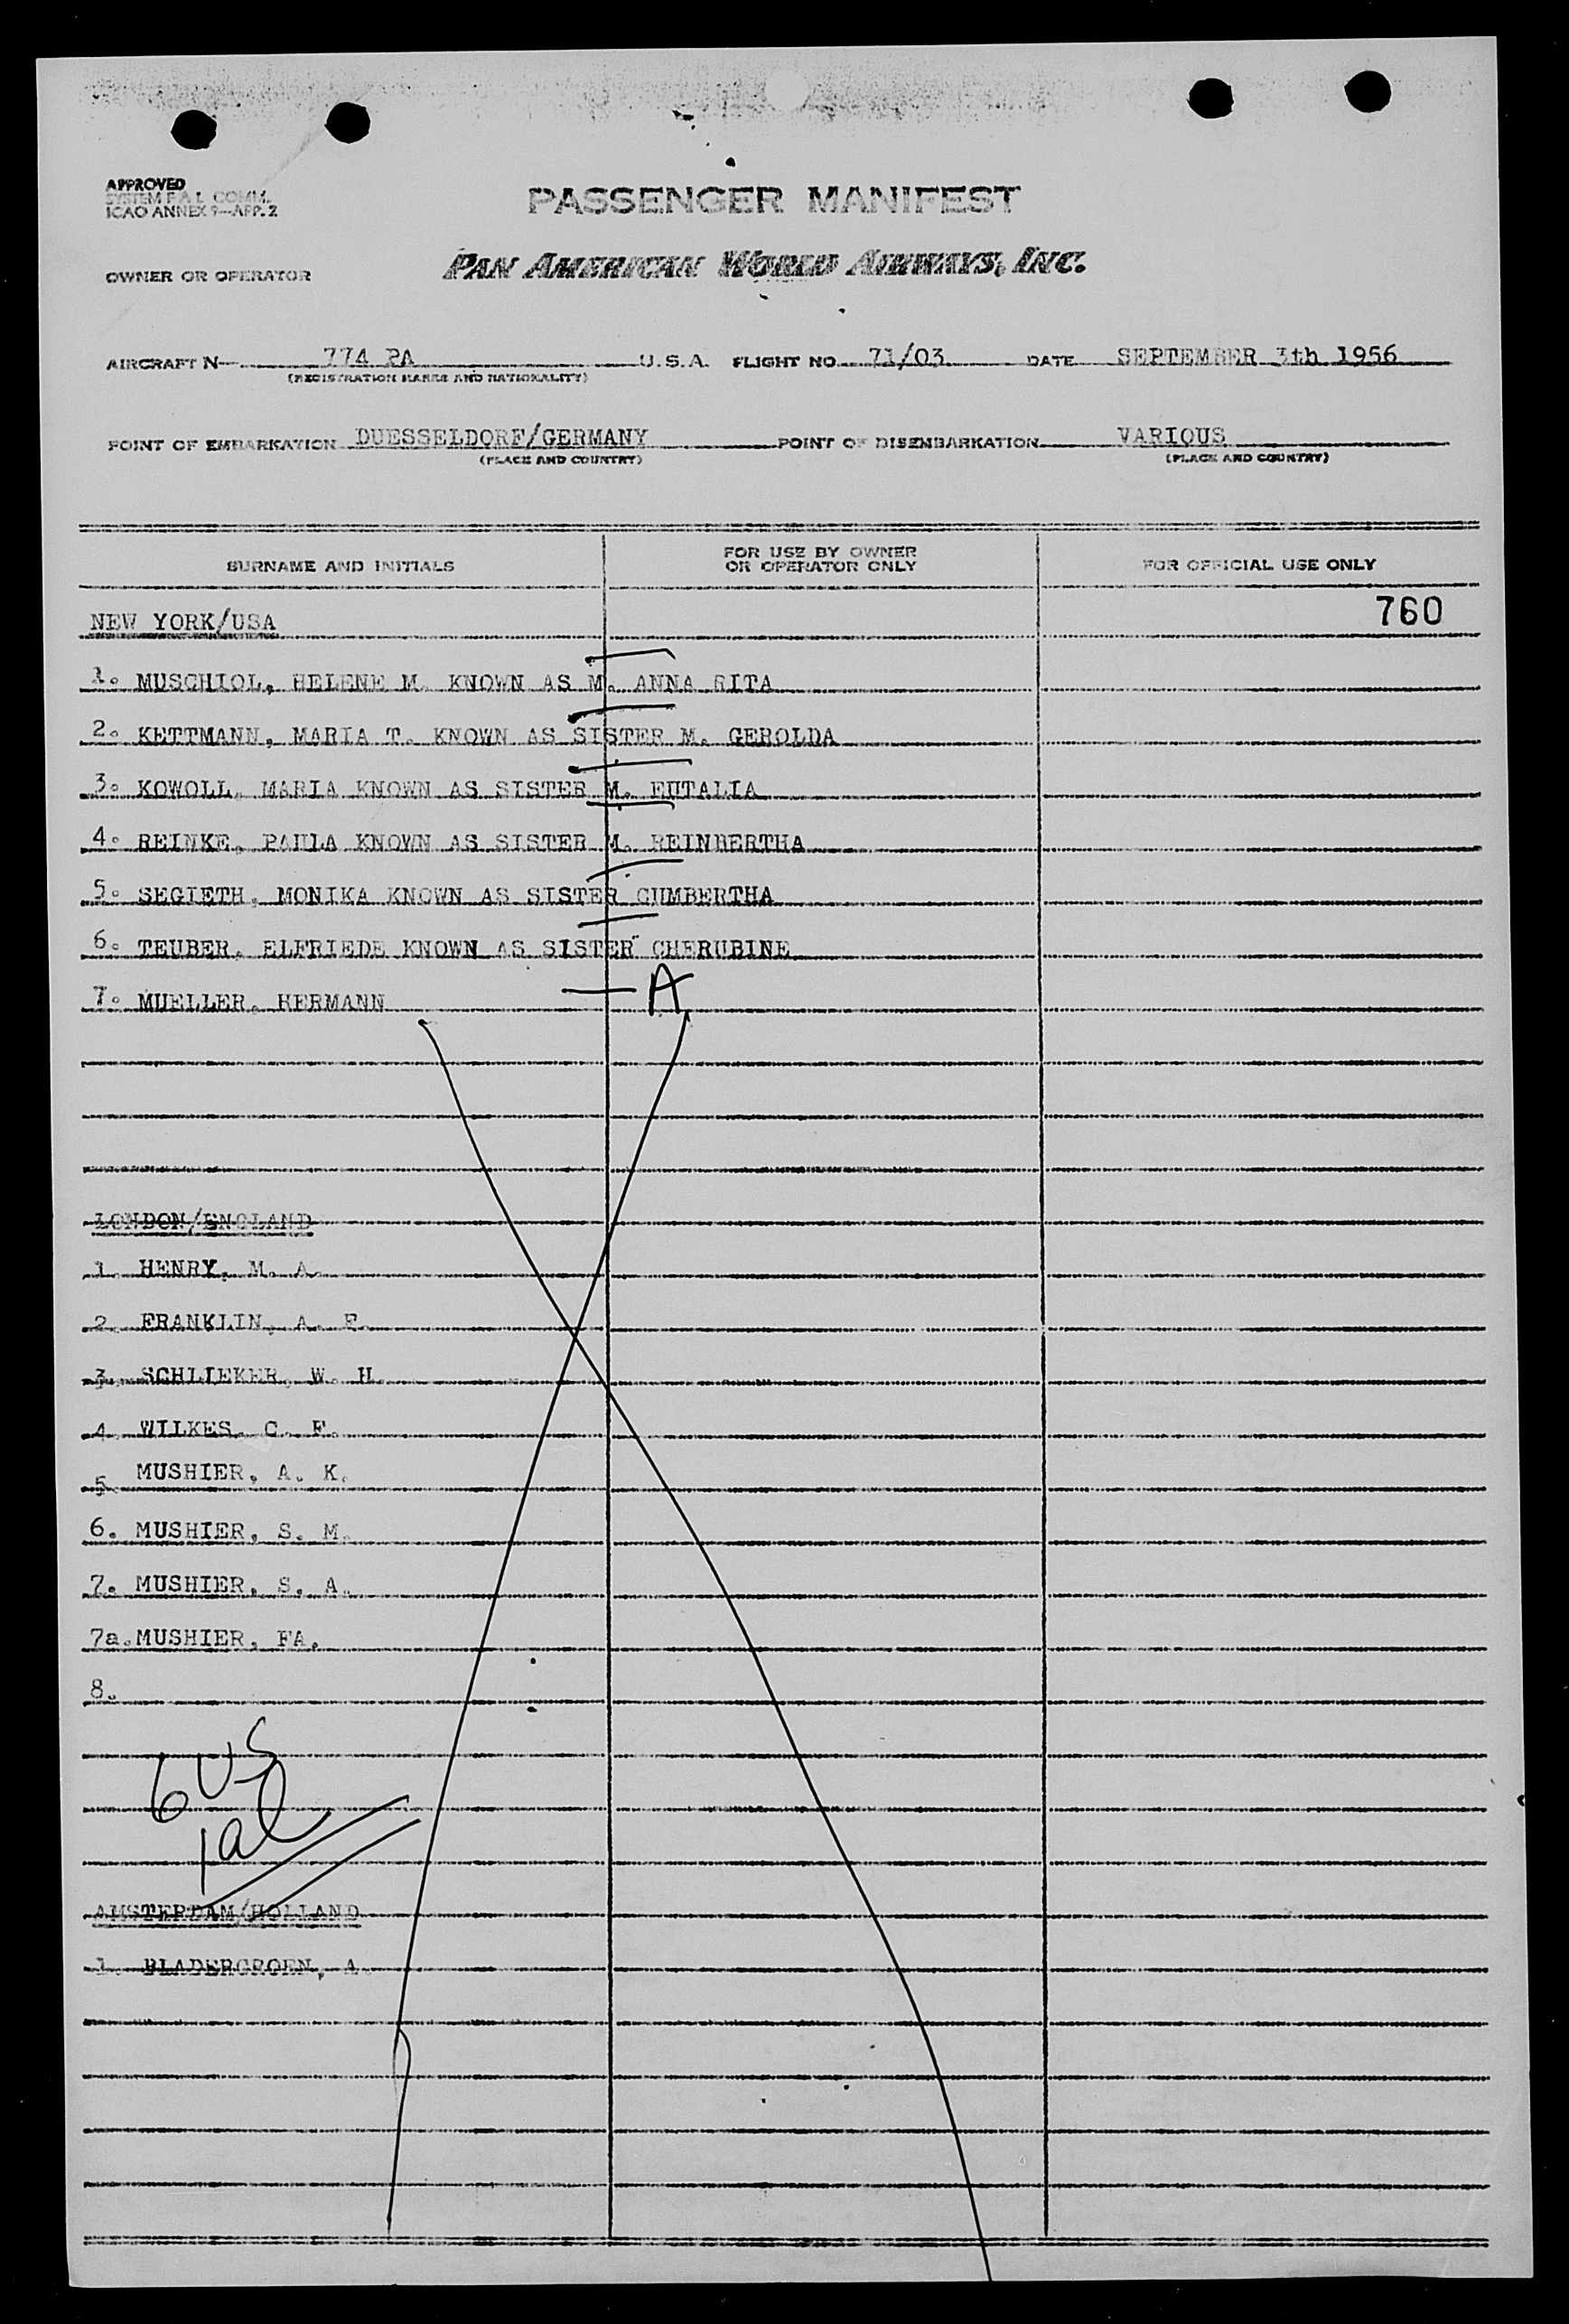 APPROVED
SYSTEM F A L COMM.
ICAO ANNEX 9—APP. 2
PASSENGER MANIFEST
OWNER OR OPERATOR
PAN AMERICAN WORLD AIRWAYS, INC.
AIRCRAFT N— 774 PA U.S.A. FLIGHT NO. 71/03 DATE SEPTEMBER 3th 1956
(REGISTRATION MARKS AND NATIONALITY)
POINT OF EMBARKATION DUESSELDORF/GERMANY POINT OF DISEMBARKATION VARIOUS
(PLACE AND COUNTRY) (PLACE AND COUNTRY)
SURNAME AND INITIALS FOR USE BY OWNER OR OPERATOR ONLY FOR OFFICIAL USE ONLY
NEW YORK/USA 760
1. MUSCHIOL, HELENE M. KNOWN AS M. ANNA RITA
2. KETTMANN, MARIA T. KNOWN AS SISTER M. GEROLDA
3. KOWOLL, MARIA KNOWN AS SISTER M. EUTALIA
4. REINKE, PAULA KNOWN AS SISTER M. REINBERTHA
5. SEGIETH, MONIKA KNOWN AS SISTER GUMBERTHA
6. TEUBER, ELFRIEDE KNOWN AS SISTER CHERUBINE
7. MUELLER, HERMANN — A
LONDON/ENGLAND
1. HENRY, M. A.
2. FRANKLIN, A. F.
3. SCHLIEKER, W. H.
4. WILKES, C. F.
5. MUSHIER, A. K.
6. MUSHIER, S. M.
7. MUSHIER, S. A.
7a. MUSHIER, FA.
8.
6 US
1 al
AMSTERDAM/HOLLAND
1. BLADERGROEN, A.